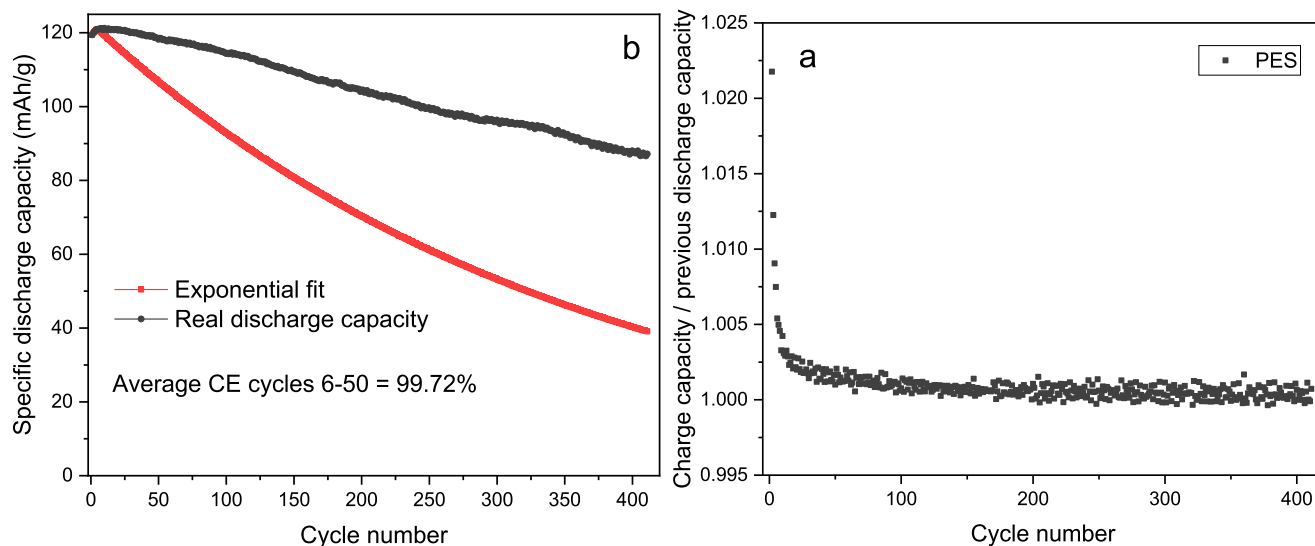 b
Specific discharge capacity (mAh/g)
120
100
80
60
40
20
0
Exponential fit
Real discharge capacity
Average CE cycles 6-50 = 99.72%
0
50
100
150
200
250
300
350
400
Cycle number
a
PES
Charge capacity / previous discharge capacity
1.025
1.020
1.015
1.010
1.005
1.000
0.995
0
100
200
300
400
Cycle number